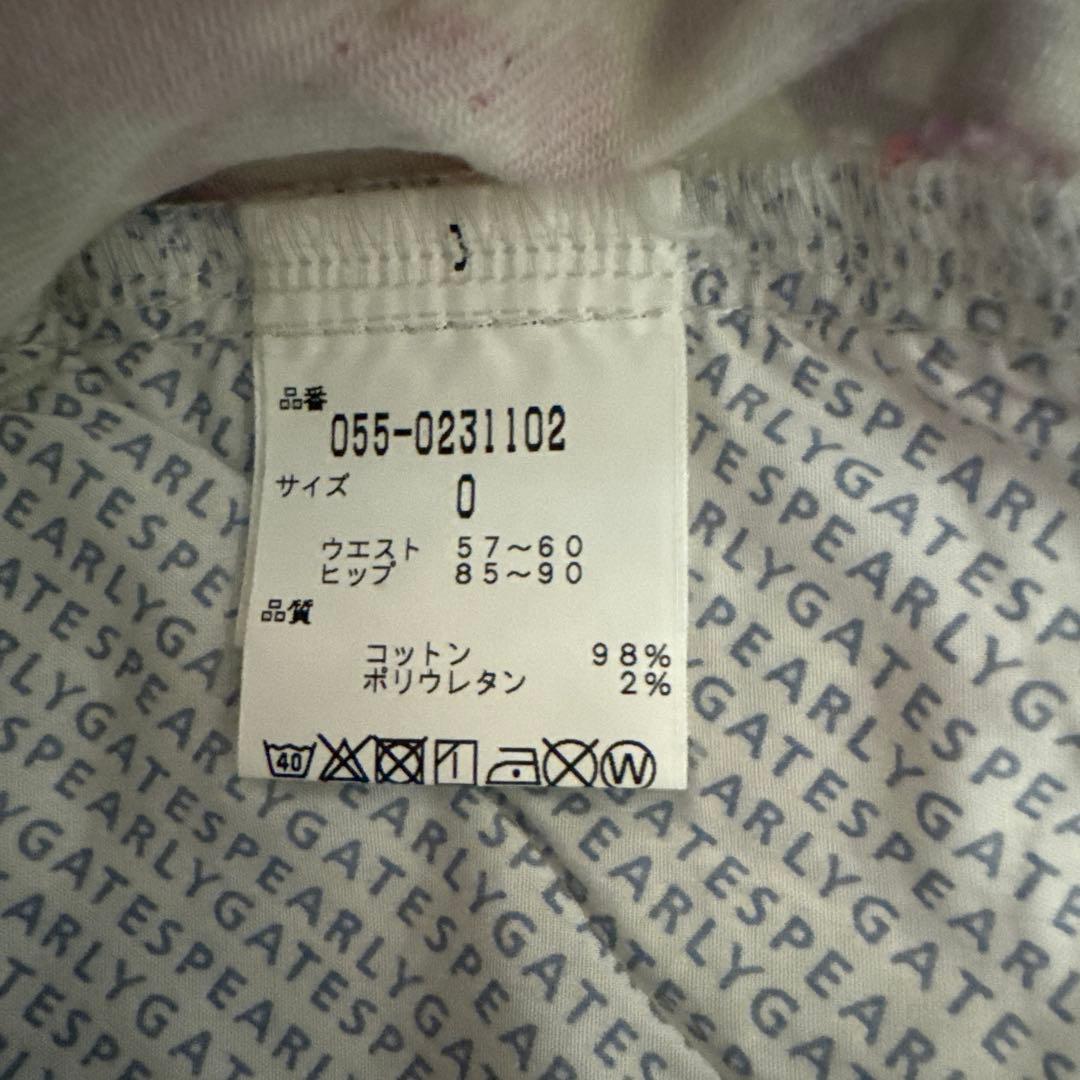 品番
055-0231102
サイズ 0
ウエスト 57～60
ヒップ 85～90
品質
コットン 98%
ポリウレタン 2%
40 W
PEARLYGATES